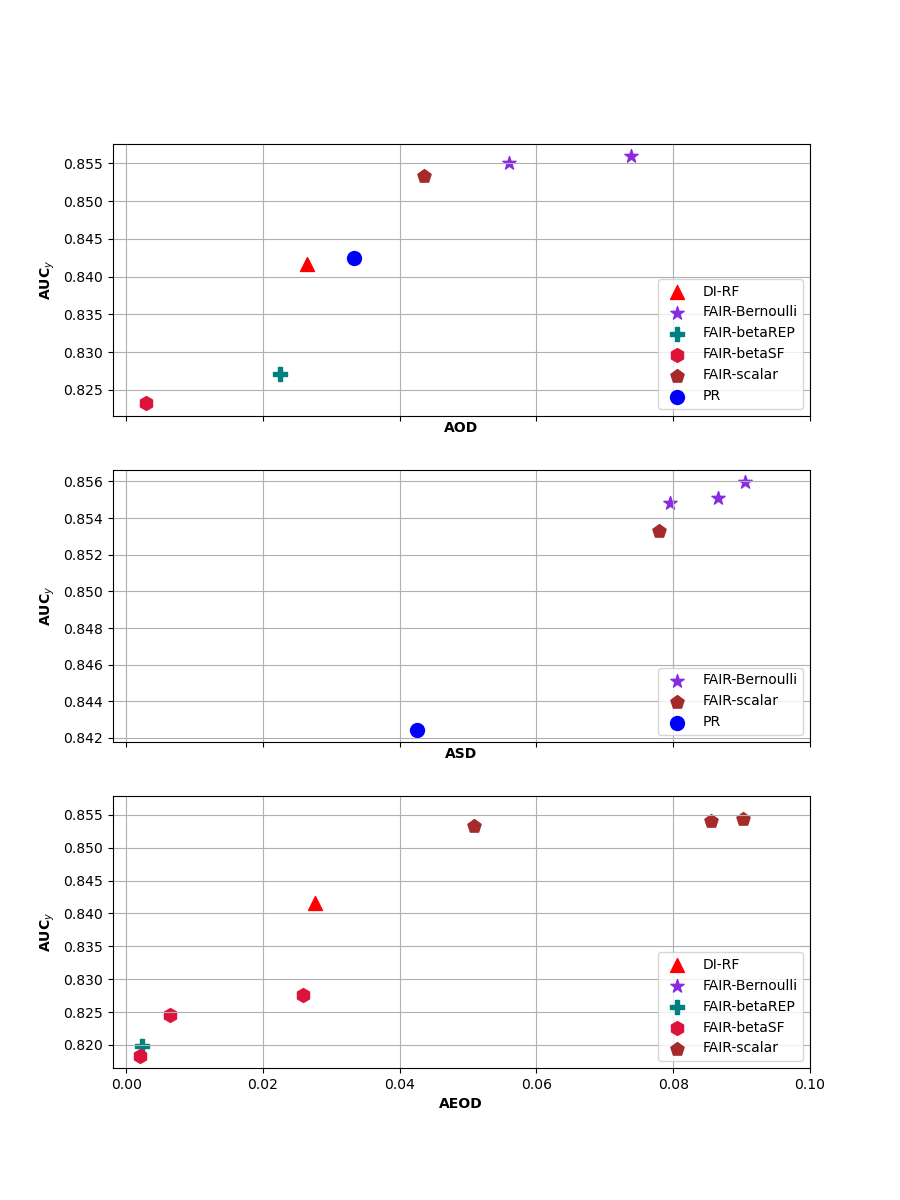 0.855
0.850
0.845
0.840
0.835
0.830
0.825
AUCy
DI-RF
FAIR-Bernoulli
FAIR-betaREP
FAIR-betaSF
FAIR-scalar
PR
AOD
0.856
0.854
0.852
0.850
0.848
0.846
0.844
0.842
AUCy
FAIR-Bernoulli
FAIR-scalar
PR
ASD
0.855
0.850
0.845
0.840
0.835
0.830
0.825
0.820
AUCy
DI-RF
FAIR-Bernoulli
FAIR-betaREP
FAIR-betaSF
FAIR-scalar
0.00 0.02 0.04 0.06 0.08 0.10
AEOD